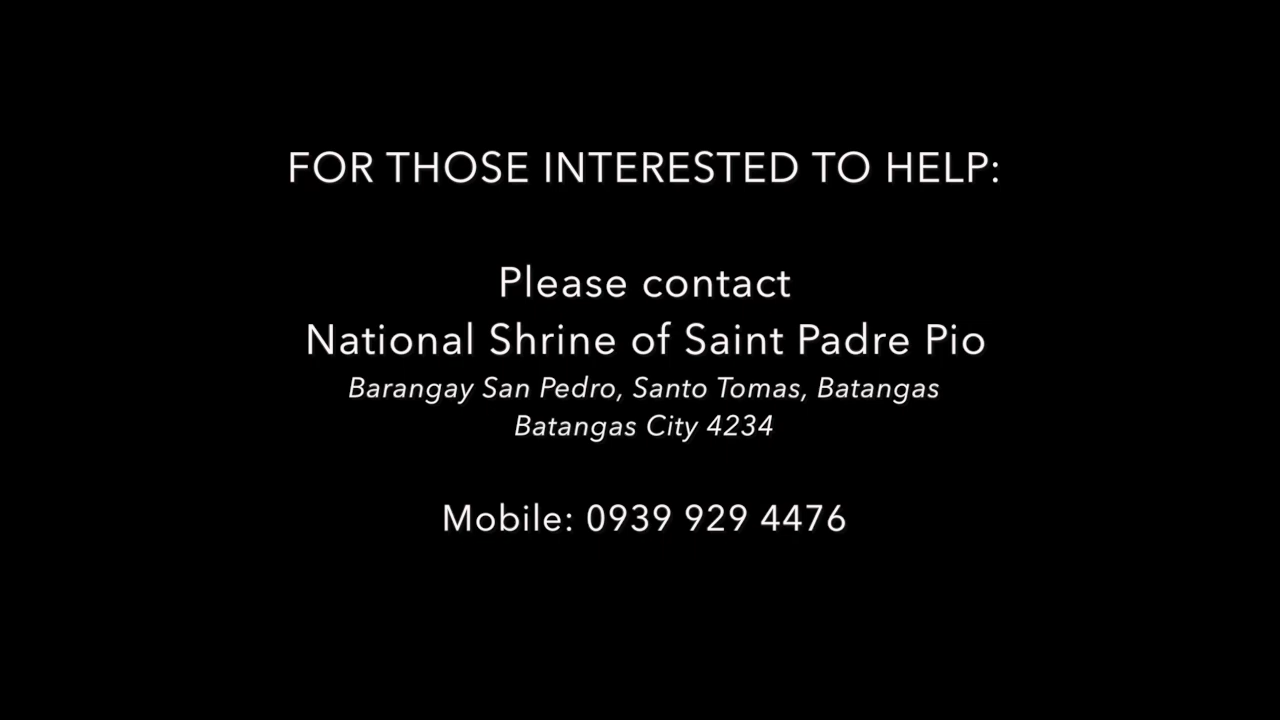 FOR THOSE INTERESTED TO HELP:
Please contact
National Shrine of Saint Padre Pio
Barangay San Pedro, Santo Tomas, Batangas
Batangas City 4234
Mobile: 0939 929 4476